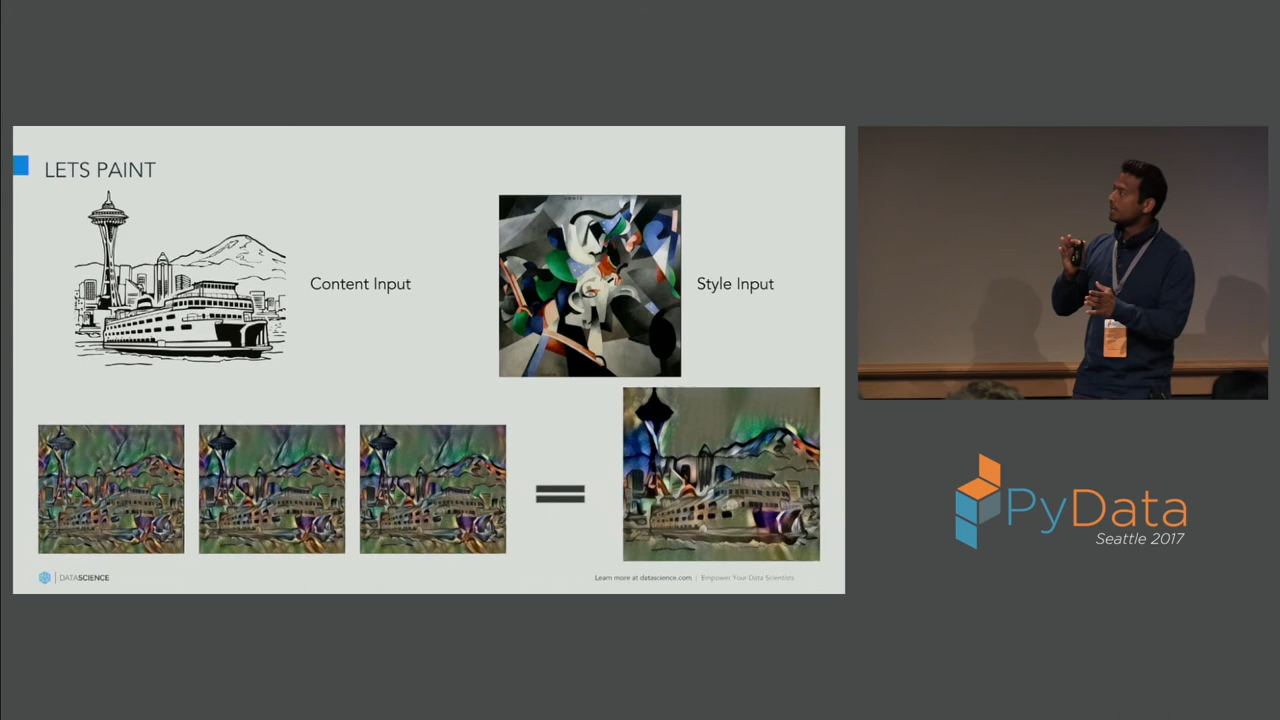 LETS PAINT
Content Input
Style Input
DATASCIENCE
Learn more at datascience.com | Empower Your Data Scientists
PyData
Seattle 2017